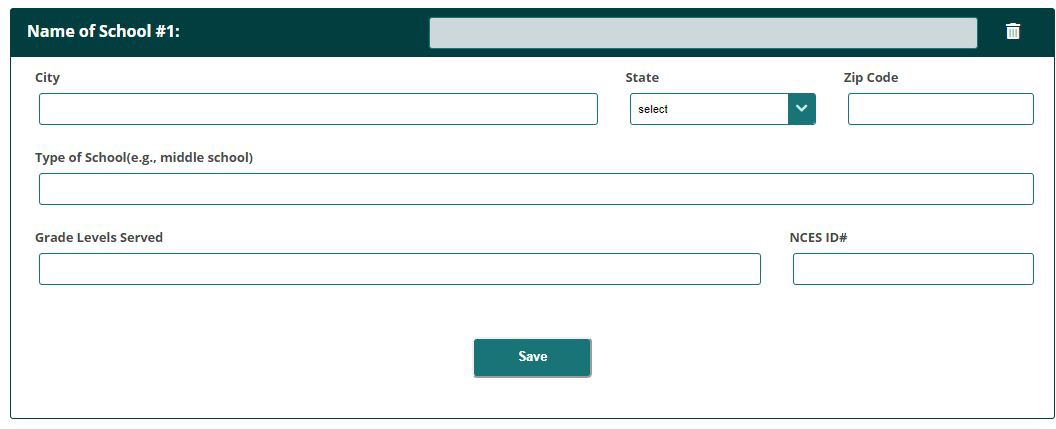 Name of School #1:
City State Zip Code
select
Type of School(e.g., middle school)
Grade Levels Served NCES ID#
Save